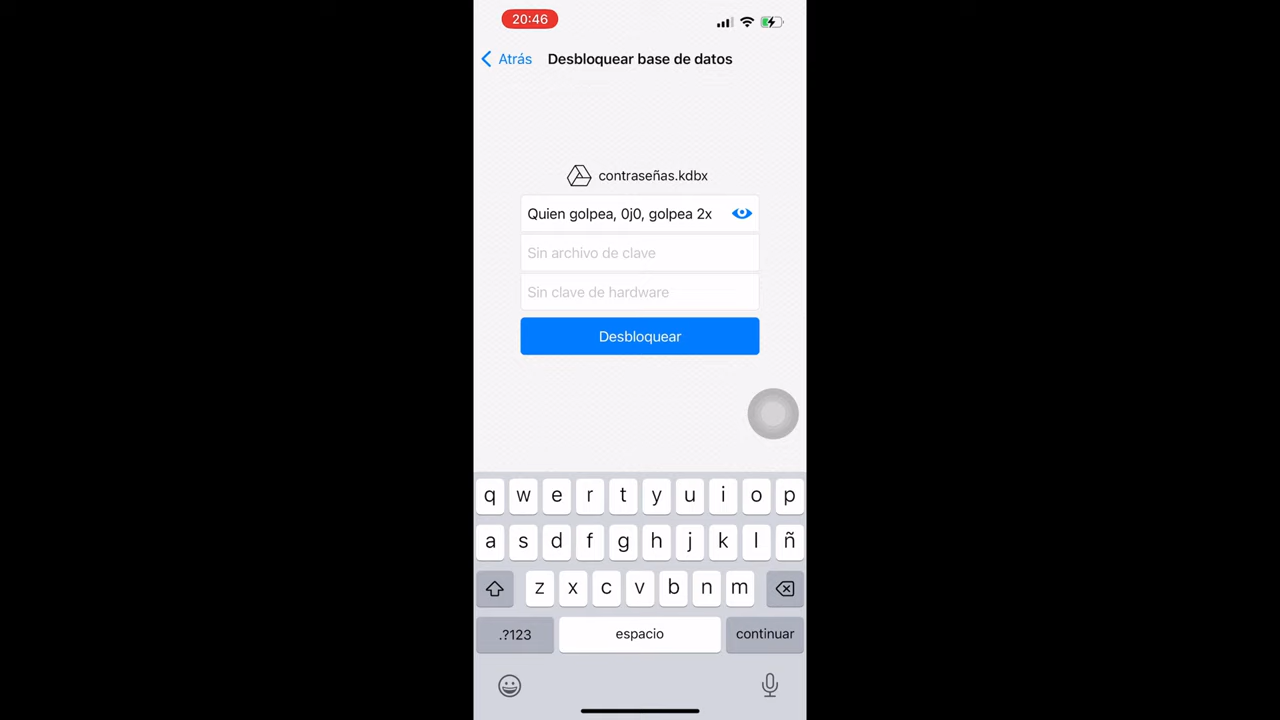 20:46
Atrás Desbloquear base de datos
contraseñas.kdbx
Quien golpea, 0j0, golpea 2x
Sin archivo de clave
Sin clave de hardware
Desbloquear
q w e r t y u i o p
a s d f g h j k l ñ
z x c v b n m
.?123 espacio continuar